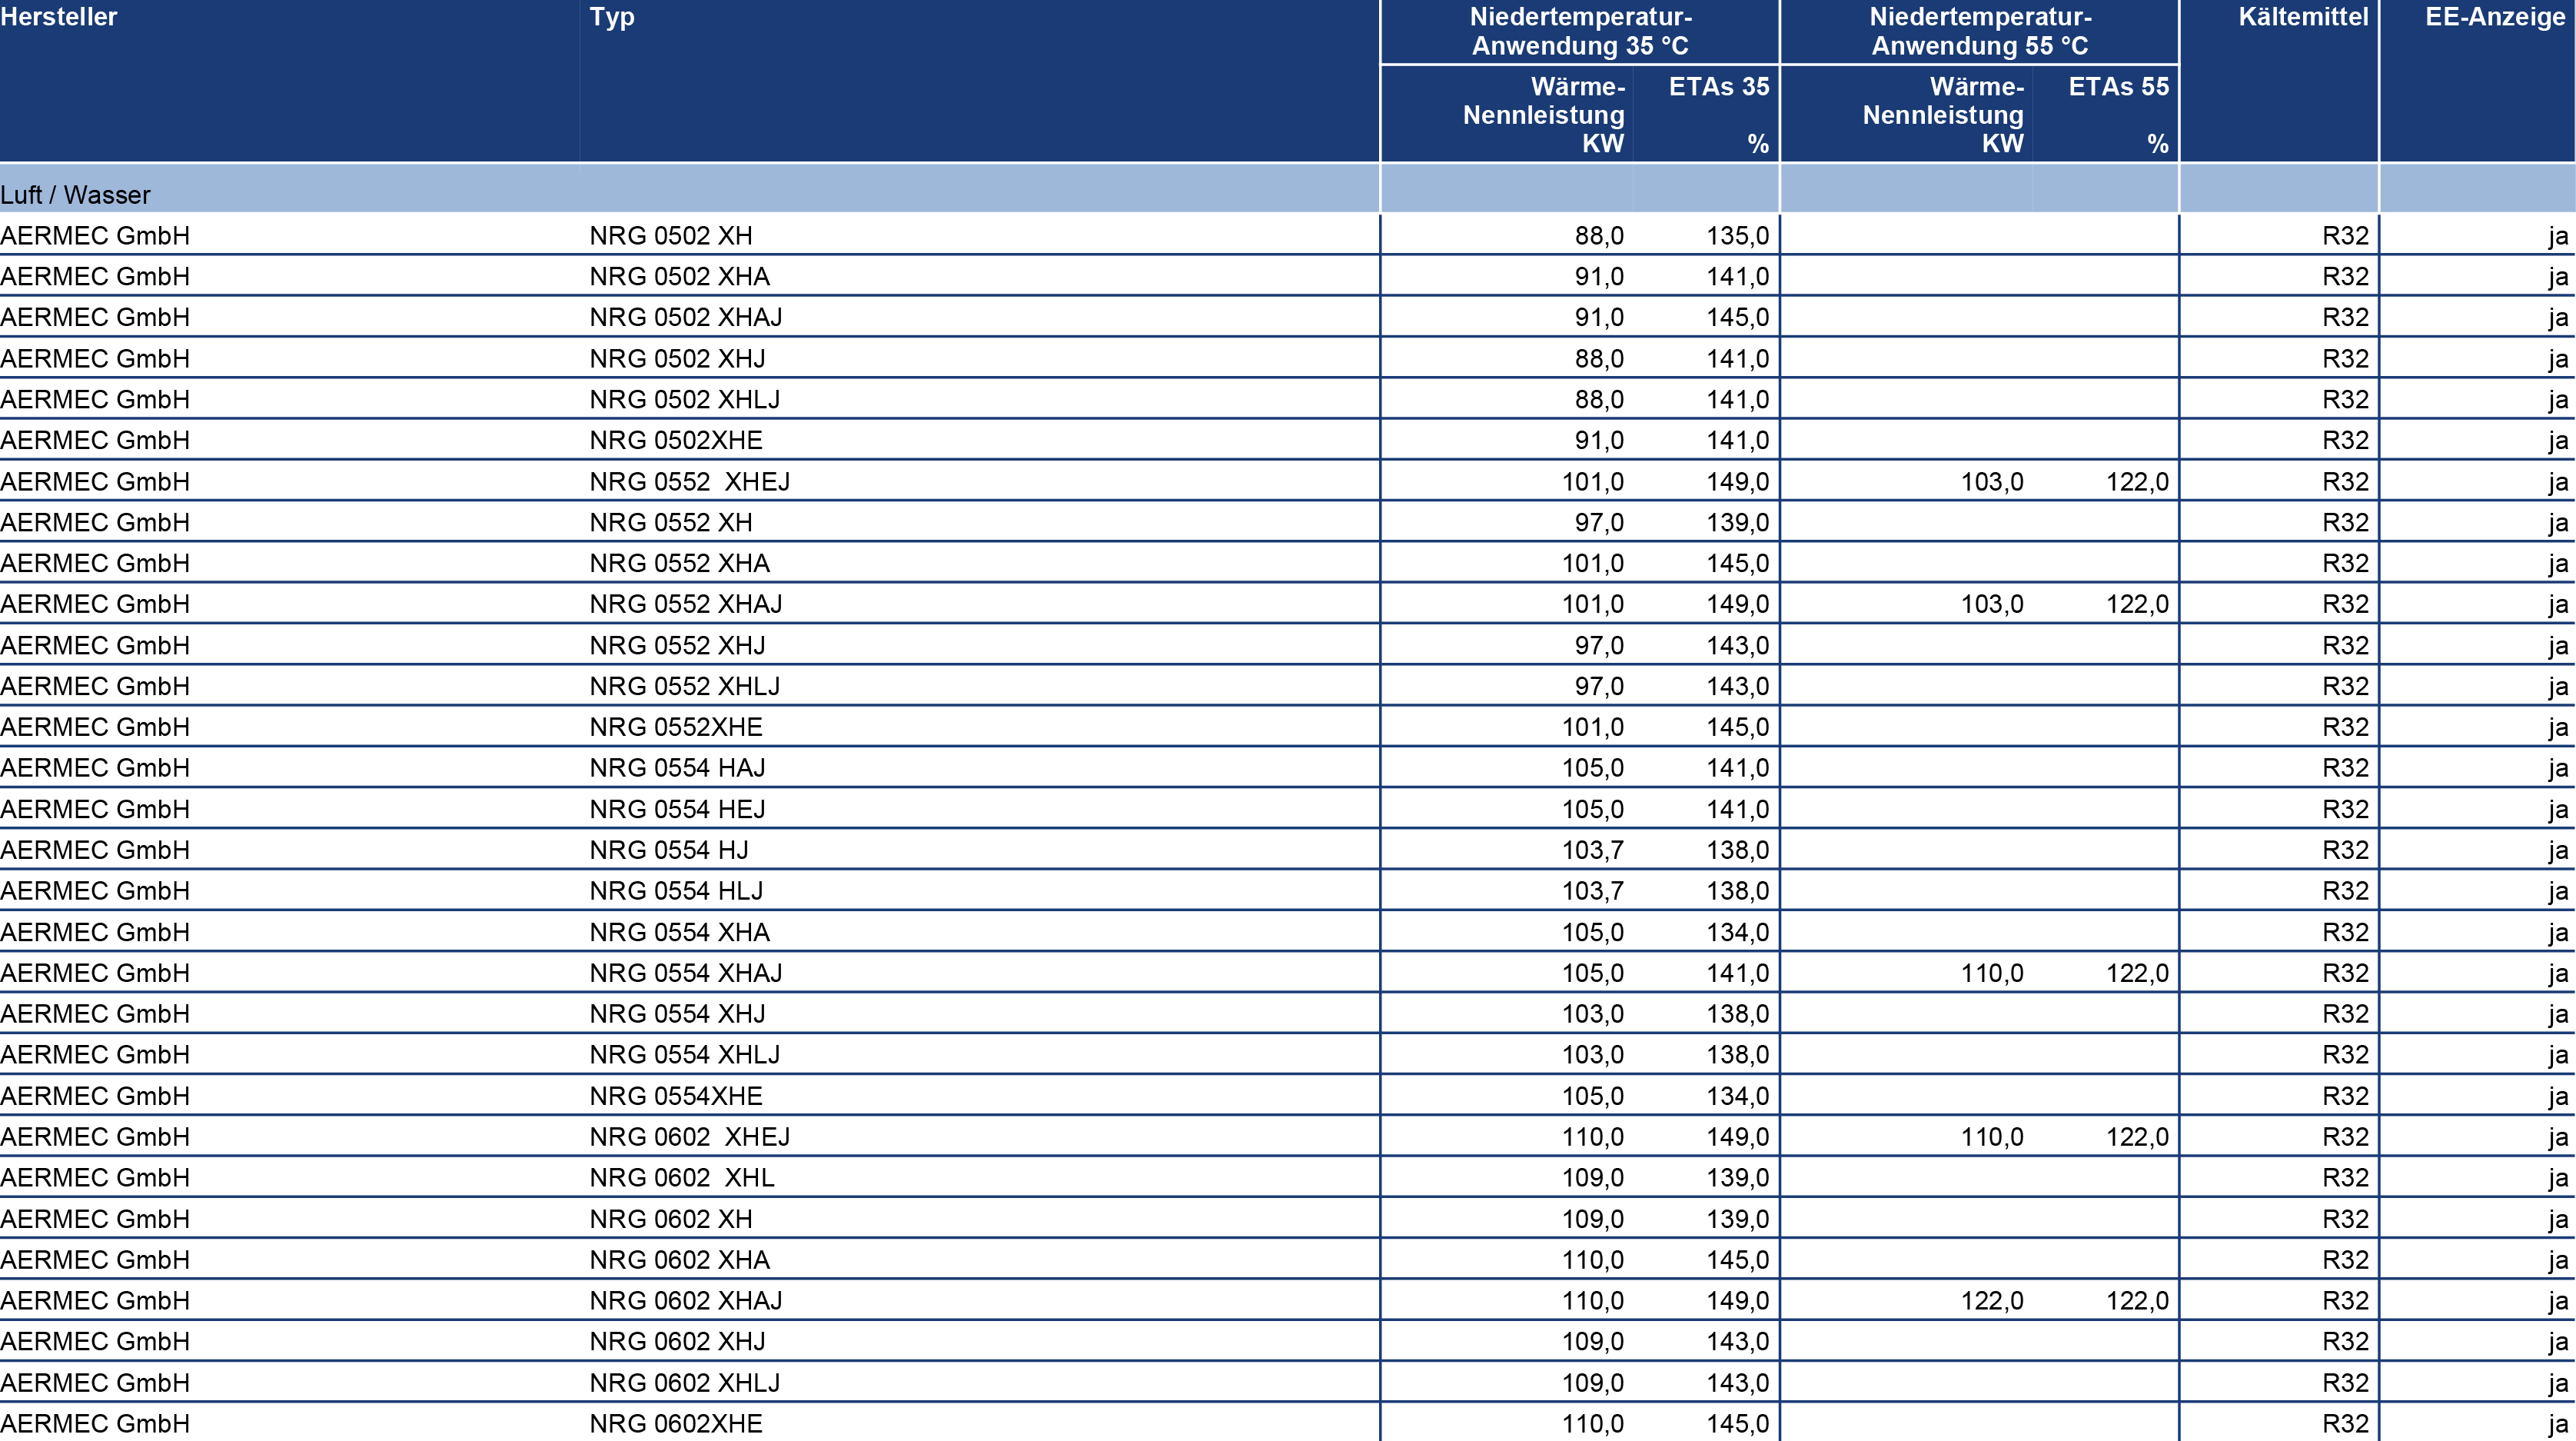 Hersteller Typ Niedertemperatur- Niedertemperatur- Kältemittel EE-Anzeige
Anwendung 35 °C Anwendung 55 °C
Wärme- ETAs 35 Wärme- ETAs 55
Nennleistung Nennleistung
KW % KW %
Luft / Wasser
AERMEC GmbH NRG 0502 XH 88,0 135,0 R32 ja
AERMEC GmbH NRG 0502 XHA 91,0 141,0 R32 ja
AERMEC GmbH NRG 0502 XHAJ 91,0 145,0 R32 ja
AERMEC GmbH NRG 0502 XHJ 88,0 141,0 R32 ja
AERMEC GmbH NRG 0502 XHLJ 88,0 141,0 R32 ja
AERMEC GmbH NRG 0502XHE 91,0 141,0 R32 ja
AERMEC GmbH NRG 0552  XHEJ 101,0 149,0 103,0 122,0 R32 ja
AERMEC GmbH NRG 0552 XH 97,0 139,0 R32 ja
AERMEC GmbH NRG 0552 XHA 101,0 145,0 R32 ja
AERMEC GmbH NRG 0552 XHAJ 101,0 149,0 103,0 122,0 R32 ja
AERMEC GmbH NRG 0552 XHJ 97,0 143,0 R32 ja
AERMEC GmbH NRG 0552 XHLJ 97,0 143,0 R32 ja
AERMEC GmbH NRG 0552XHE 101,0 145,0 R32 ja
AERMEC GmbH NRG 0554 HAJ 105,0 141,0 R32 ja
AERMEC GmbH NRG 0554 HEJ 105,0 141,0 R32 ja
AERMEC GmbH NRG 0554 HJ 103,7 138,0 R32 ja
AERMEC GmbH NRG 0554 HLJ 103,7 138,0 R32 ja
AERMEC GmbH NRG 0554 XHA 105,0 134,0 R32 ja
AERMEC GmbH NRG 0554 XHAJ 105,0 141,0 110,0 122,0 R32 ja
AERMEC GmbH NRG 0554 XHJ 103,0 138,0 R32 ja
AERMEC GmbH NRG 0554 XHLJ 103,0 138,0 R32 ja
AERMEC GmbH NRG 0554XHE 105,0 134,0 R32 ja
AERMEC GmbH NRG 0602  XHEJ 110,0 149,0 110,0 122,0 R32 ja
AERMEC GmbH NRG 0602  XHL 109,0 139,0 R32 ja
AERMEC GmbH NRG 0602 XH 109,0 139,0 R32 ja
AERMEC GmbH NRG 0602 XHA 110,0 145,0 R32 ja
AERMEC GmbH NRG 0602 XHAJ 110,0 149,0 122,0 122,0 R32 ja
AERMEC GmbH NRG 0602 XHJ 109,0 143,0 R32 ja
AERMEC GmbH NRG 0602 XHLJ 109,0 143,0 R32 ja
AERMEC GmbH NRG 0602XHE 110,0 145,0 R32 ja